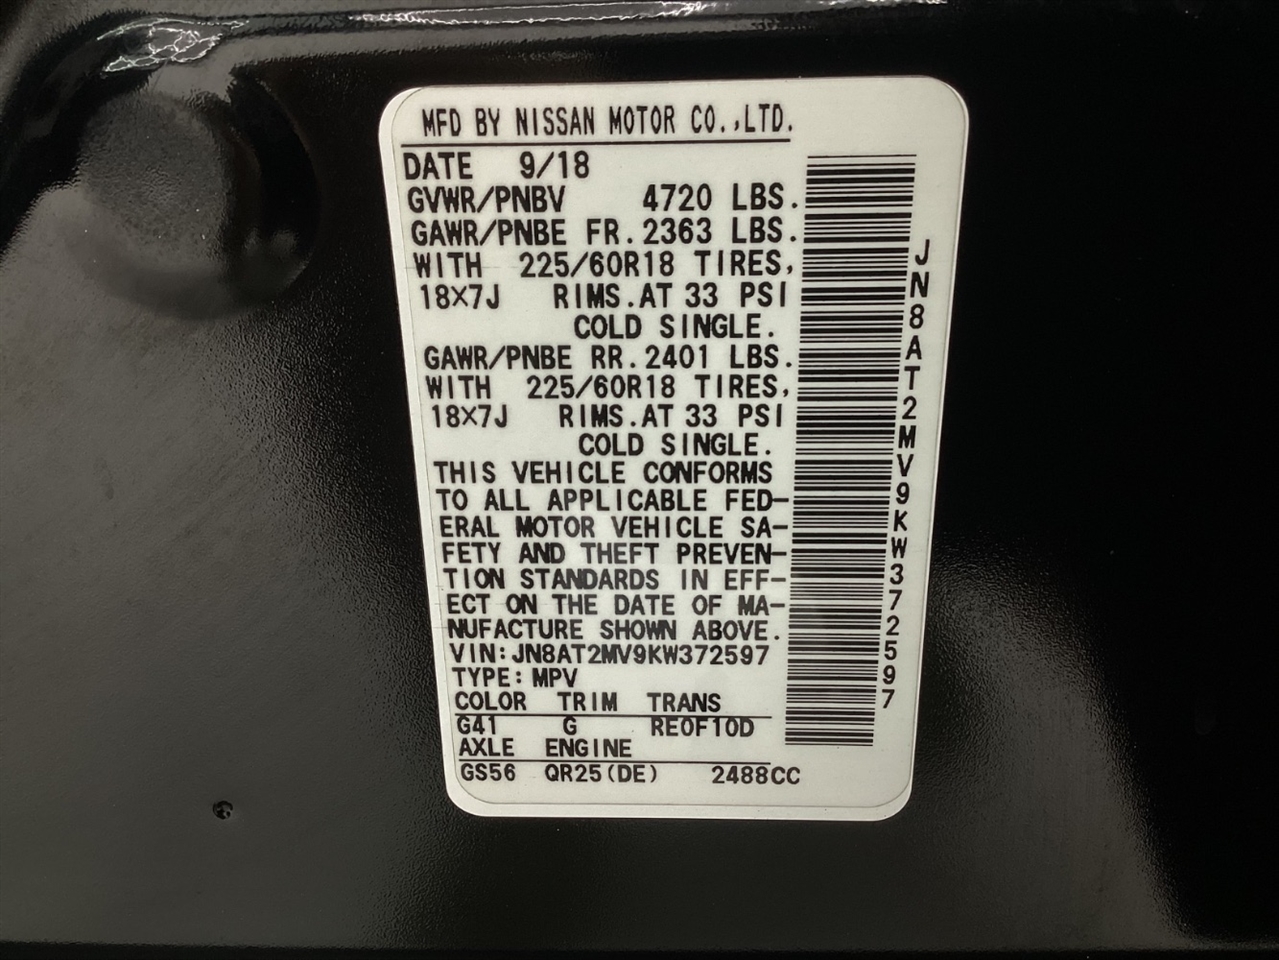 MFD BY NISSAN MOTOR CO.,LTD.
DATE 9/18
GVWR/PNBV 4720 LBS.
GAWR/PNBE FR. 2363 LBS.
WITH 225/60R18 TIRES,
18×7J RIMS. AT 33 PSI
COLD SINGLE.
GAWR/PNBE RR. 2401 LBS.
WITH 225/60R18 TIRES,
18×7J RIMS. AT 33 PSI
COLD SINGLE.
THIS VEHICLE CONFORMS
TO ALL APPLICABLE FED-
ERAL MOTOR VEHICLE SA-
FETY AND THEFT PREVEN-
TION STANDARDS IN EFF-
ECT ON THE DATE OF MA-
NUFACTURE SHOWN ABOVE.
VIN: JN8AT2MV9KW372597
TYPE: MPV
COLOR TRIM TRANS
G41 G RE0F10D
AXLE ENGINE
GS56 QR25(DE) 2488CC
JN8AT2MV9KW372597